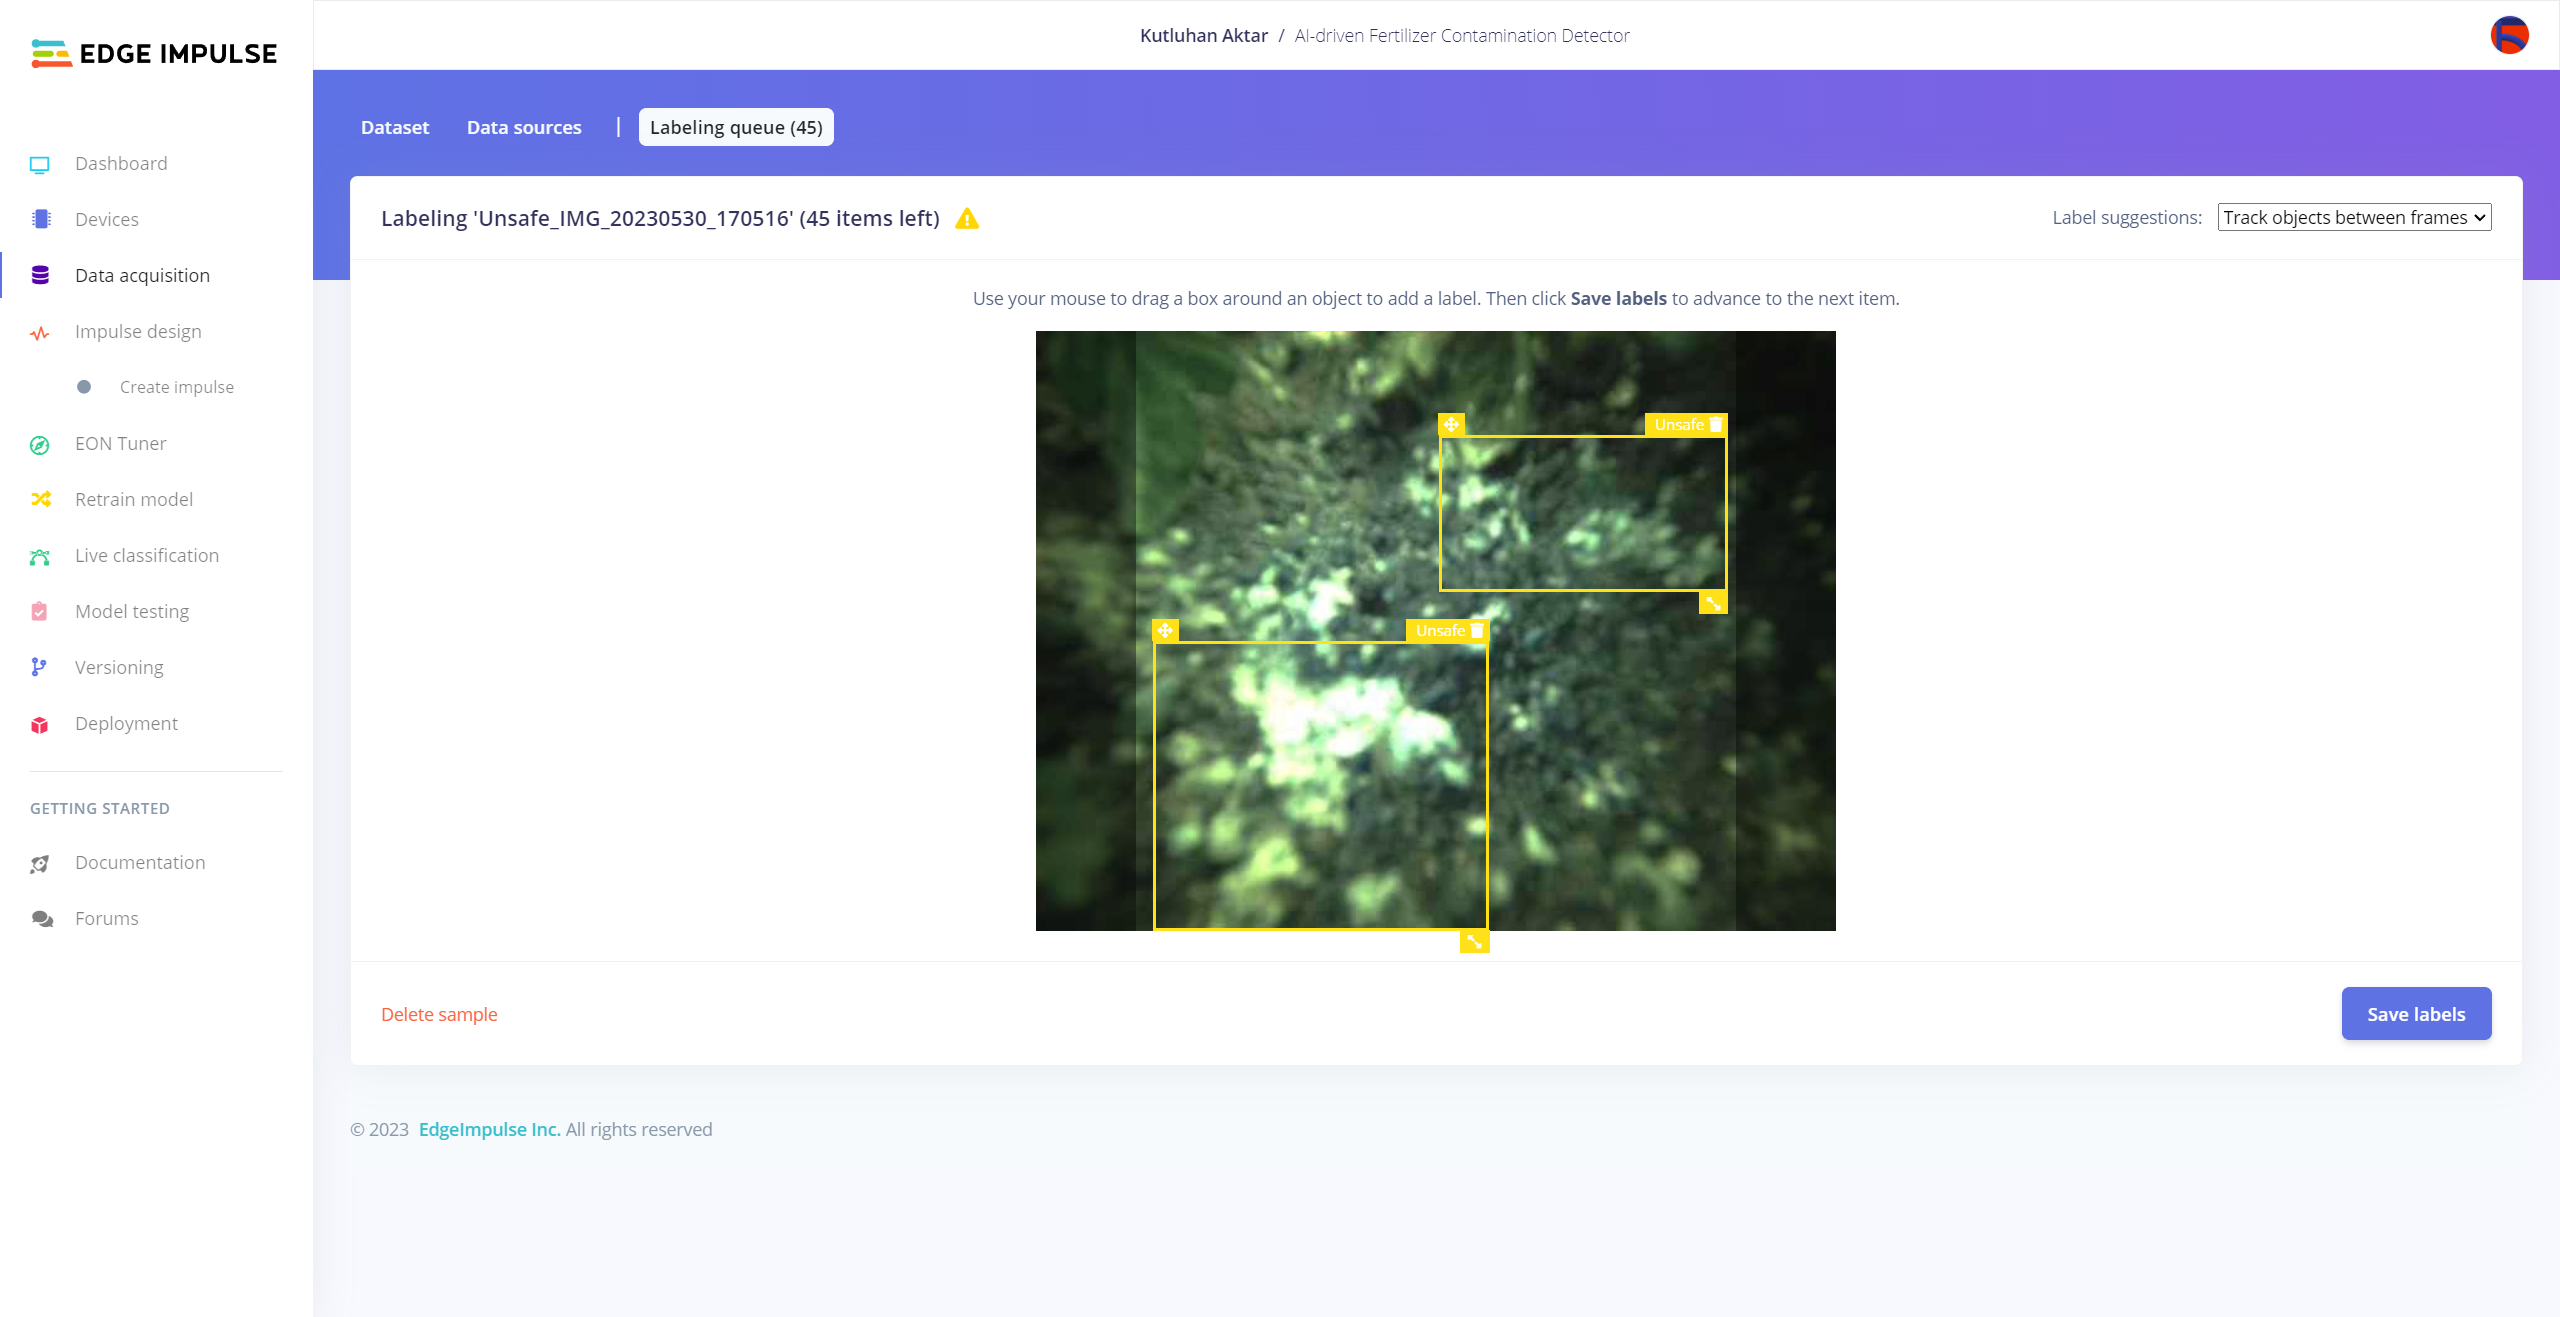 EDGE IMPULSE
Kutluhan Aktar / AI-driven Fertilizer Contamination Detector
Dataset Data sources | Labeling queue (45)
Dashboard
Devices
Data acquisition
Impulse design
Create impulse
EON Tuner
Retrain model
Live classification
Model testing
Versioning
Deployment
GETTING STARTED
Documentation
Forums
Labeling 'Unsafe_IMG_20230530_170516' (45 items left)
Label suggestions: Track objects between frames
Use your mouse to drag a box around an object to add a label. Then click Save labels to advance to the next item.
Unsafe
Unsafe
Delete sample
Save labels
© 2023 EdgeImpulse Inc. All rights reserved